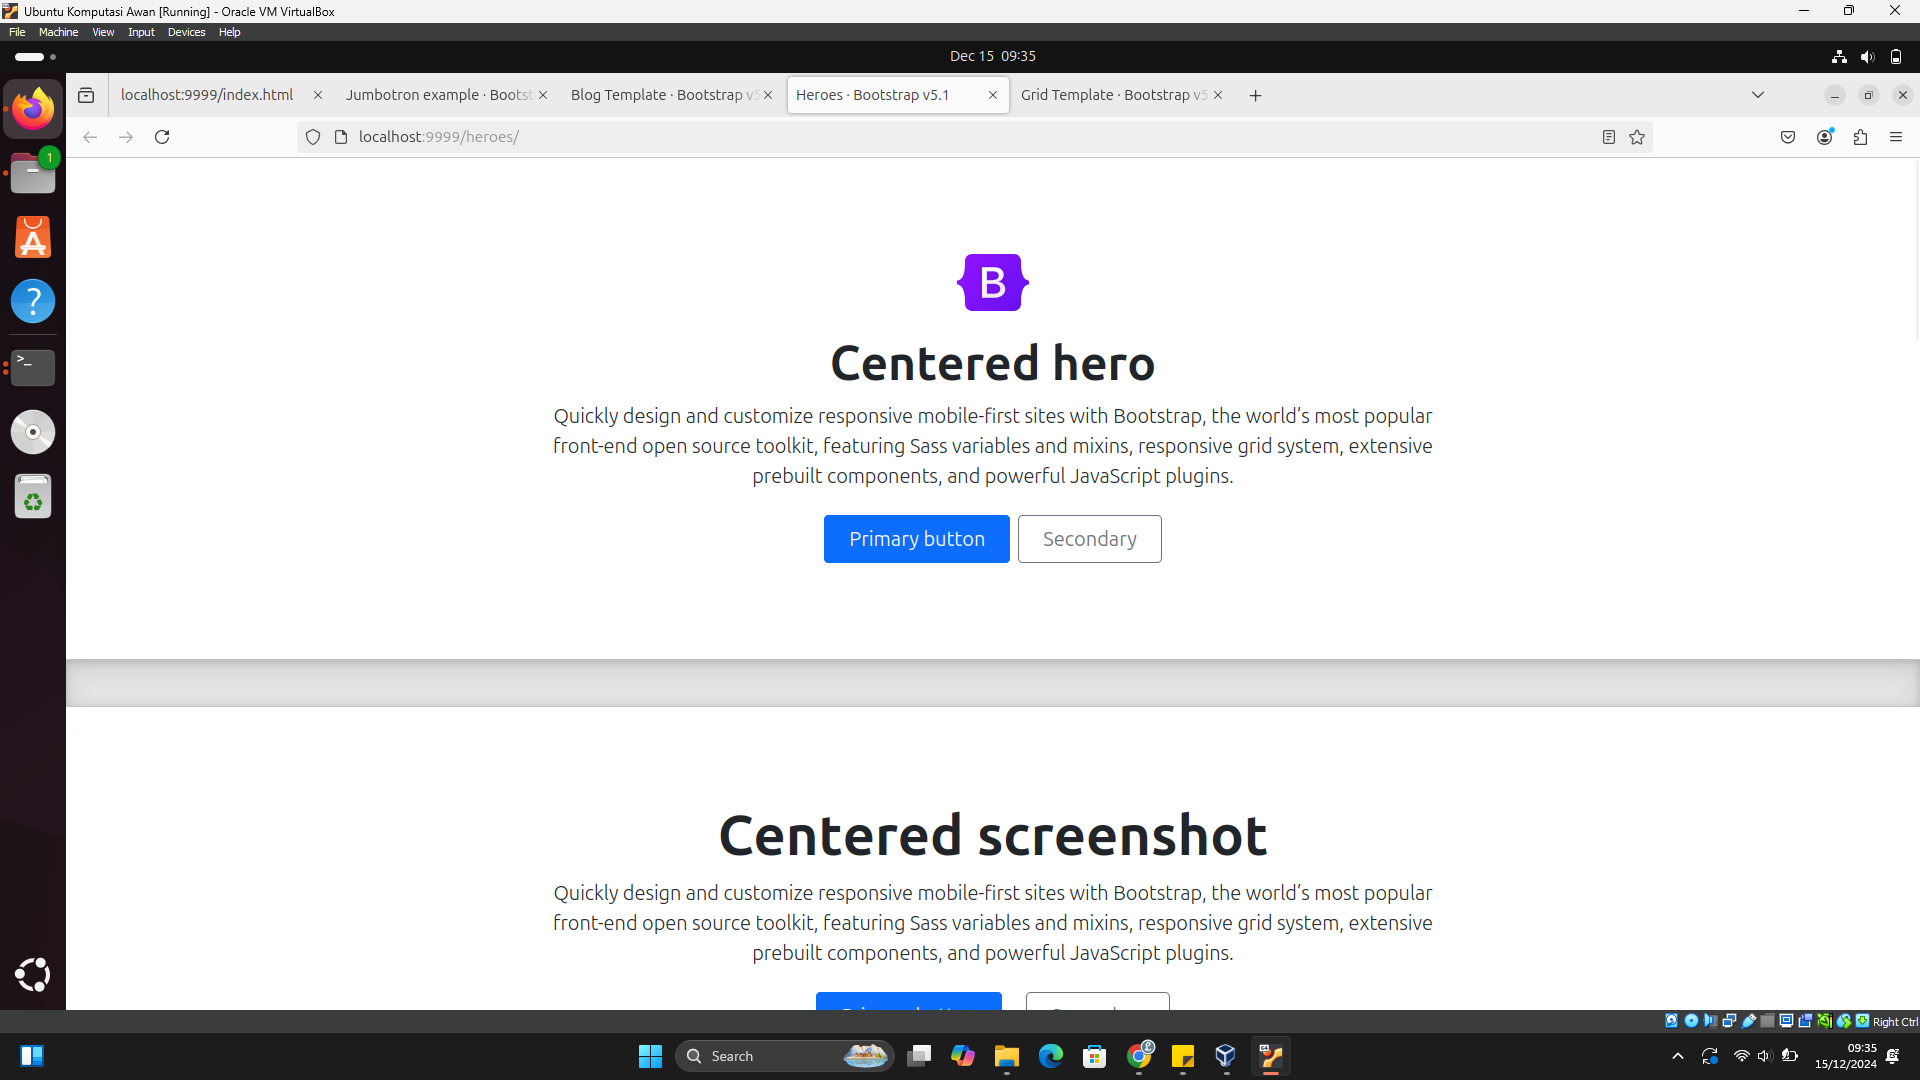 Ubuntu Komputasi Awan [Running] - Oracle VM VirtualBox
File Machine View Input Devices Help
Dec 15 09:35
localhost:9999/index.html
Jumbotron example · Bootst
Blog Template · Bootstrap v5
Heroes · Bootstrap v5.1
Grid Template · Bootstrap v5
localhost:9999/heroes/
1
B
Centered hero
Quickly design and customize responsive mobile-first sites with Bootstrap, the world’s most popular
front-end open source toolkit, featuring Sass variables and mixins, responsive grid system, extensive
prebuilt components, and powerful JavaScript plugins.
Primary button
Secondary
Centered screenshot
Quickly design and customize responsive mobile-first sites with Bootstrap, the world’s most popular
front-end open source toolkit, featuring Sass variables and mixins, responsive grid system, extensive
prebuilt components, and powerful JavaScript plugins.
Right Ctrl
Search
09:35
15/12/2024